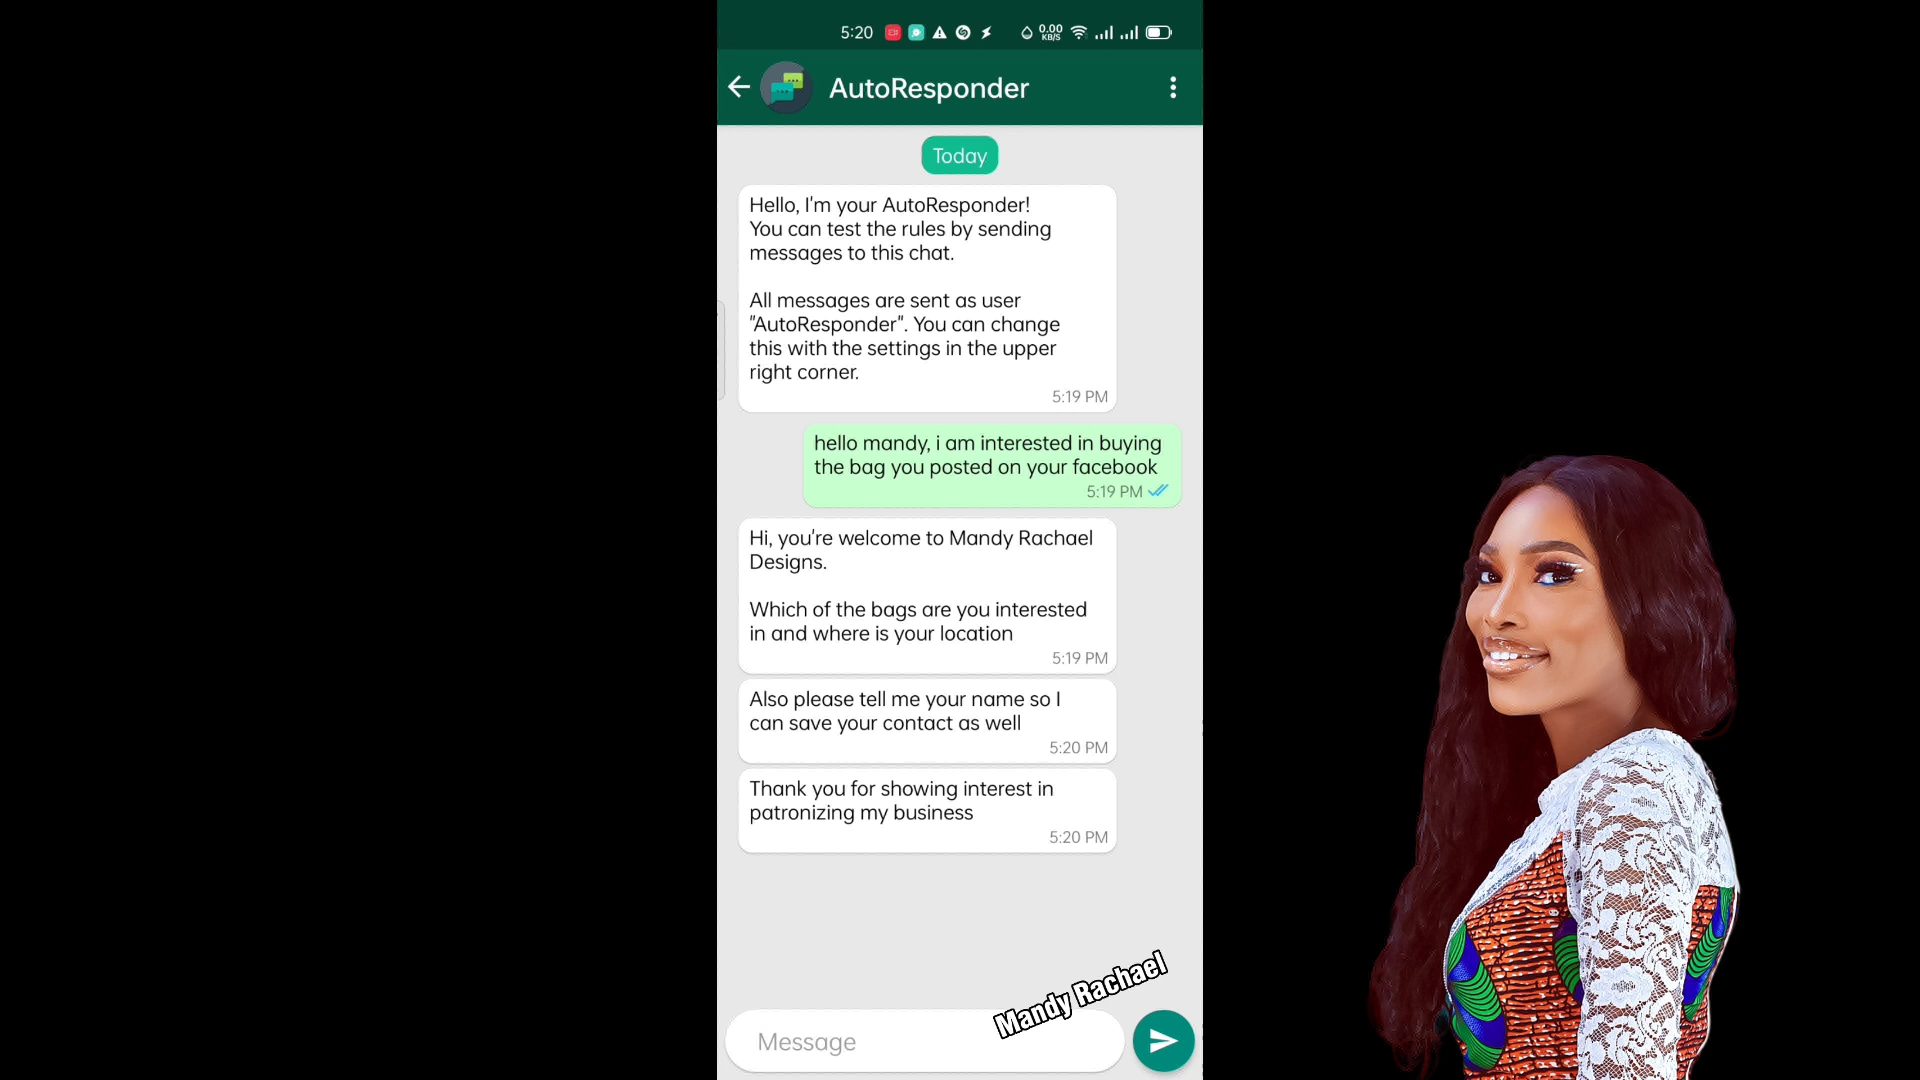 5:20
0.00
KB/S
AutoResponder
Today
Hello, I'm your AutoResponder!
You can test the rules by sending
messages to this chat.
All messages are sent as user
"AutoResponder". You can change
this with the settings in the upper
right corner.
5:19 PM
hello mandy, i am interested in buying
the bag you posted on your facebook
5:19 PM
Hi, you're welcome to Mandy Rachael
Designs.
Which of the bags are you interested
in and where is your location
5:19 PM
Also please tell me your name so I
can save your contact as well
5:20 PM
Thank you for showing interest in
patronizing my business
5:20 PM
Mandy Rachael
Message